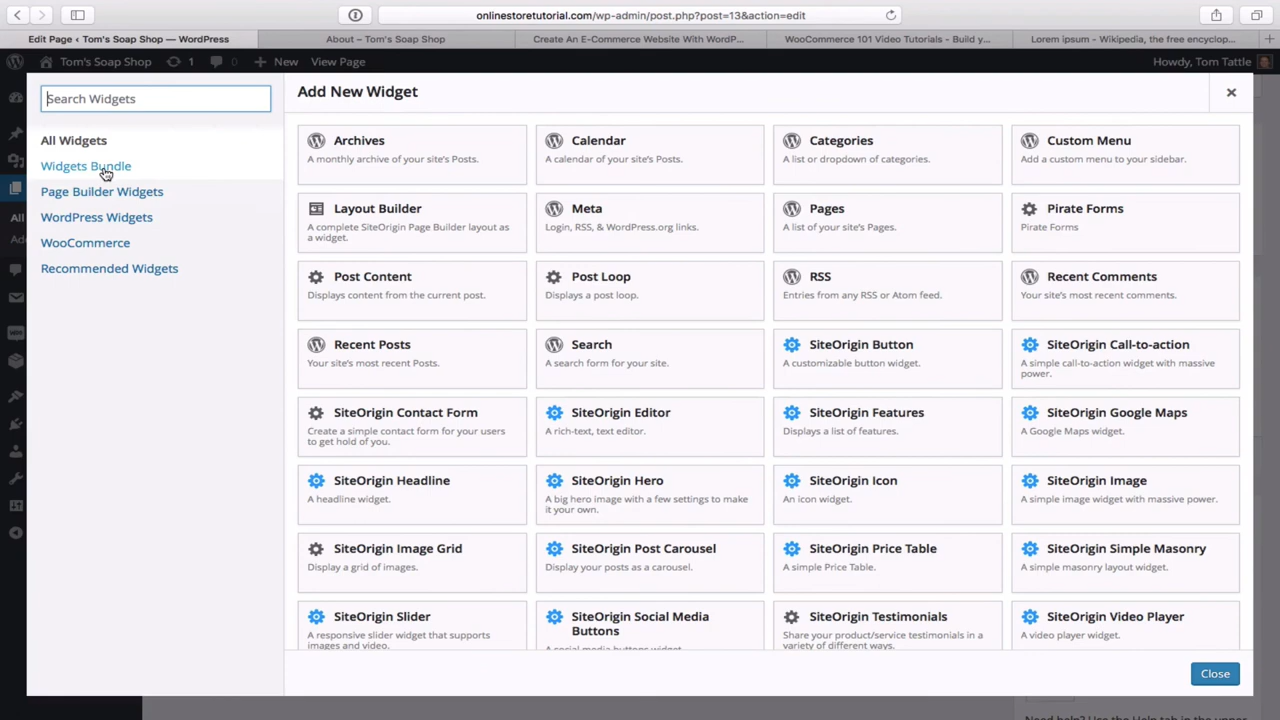 onlinestoretutorial.com/wp-admin/post.php?post=13&action=edit
Edit Page ‹ Tom's Soap Shop — WordPress
About – Tom's Soap Shop
Create An E-Commerce Website With WordP...
WooCommerce 101 Video Tutorials - Build y...
Lorem ipsum - Wikipedia, the free encyclop...
Tom's Soap Shop
1
0
New
View Page
Howdy, Tom Tattle
Search Widgets
All Widgets
Widgets Bundle
Page Builder Widgets
WordPress Widgets
WooCommerce
Recommended Widgets
All
Add New Widget
Archives
A monthly archive of your site's Posts.
Calendar
A calendar of your site's Posts.
Categories
A list or dropdown of categories.
Custom Menu
Add a custom menu to your sidebar.
Layout Builder
A complete SiteOrigin Page Builder layout as
a widget.
Meta
Login, RSS, & WordPress.org links.
Pages
A list of your site's Pages.
Pirate Forms
Pirate Forms
Post Content
Displays content from the current post.
Post Loop
Displays a post loop.
RSS
Entries from any RSS or Atom feed.
Recent Comments
Your site's most recent comments.
Recent Posts
Your site's most recent Posts.
Search
A search form for your site.
SiteOrigin Button
A customizable button widget.
SiteOrigin Call-to-action
A simple call-to-action widget with massive
power.
SiteOrigin Contact Form
Create a simple contact form for your users
to get hold of you.
SiteOrigin Editor
A rich-text, text editor.
SiteOrigin Features
Displays a list of features.
SiteOrigin Google Maps
A Google Maps widget.
SiteOrigin Headline
A headline widget.
SiteOrigin Hero
A big hero image with a few settings to make
it your own.
SiteOrigin Icon
An icon widget.
SiteOrigin Image
A simple image widget with massive power.
SiteOrigin Image Grid
Display a grid of images.
SiteOrigin Post Carousel
Display your posts as a carousel.
SiteOrigin Price Table
A simple Price Table.
SiteOrigin Simple Masonry
A simple masonry layout widget.
SiteOrigin Slider
A responsive slider widget that supports
images and video.
SiteOrigin Social Media
Buttons
A social media buttons widget.
SiteOrigin Testimonials
Share your product/service testimonials in a
variety of different ways.
SiteOrigin Video Player
A video player widget.
Close
Need help? Use the Help tab in the upper